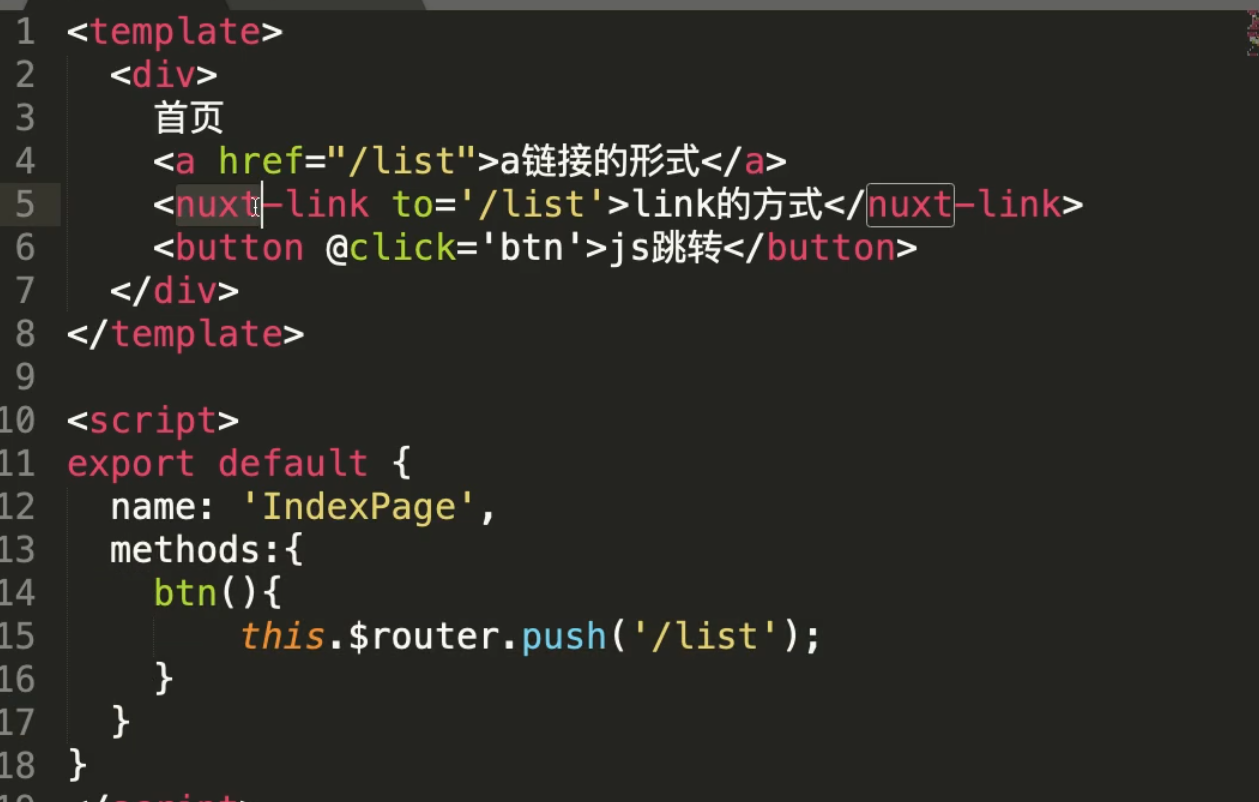 1 <template>
2   <div>
3     首页
4     <a href="/list">a链接的形式</a>
5     <nuxt-link to='/list'>link的方式</nuxt-link>
6     <button @click='btn'>js跳转</button>
7   </div>
8 </template>
9
10 <script>
11 export default {
12   name: 'IndexPage',
13   methods:{
14     btn(){
15         this.$router.push('/list');
16     }
17   }
18 }